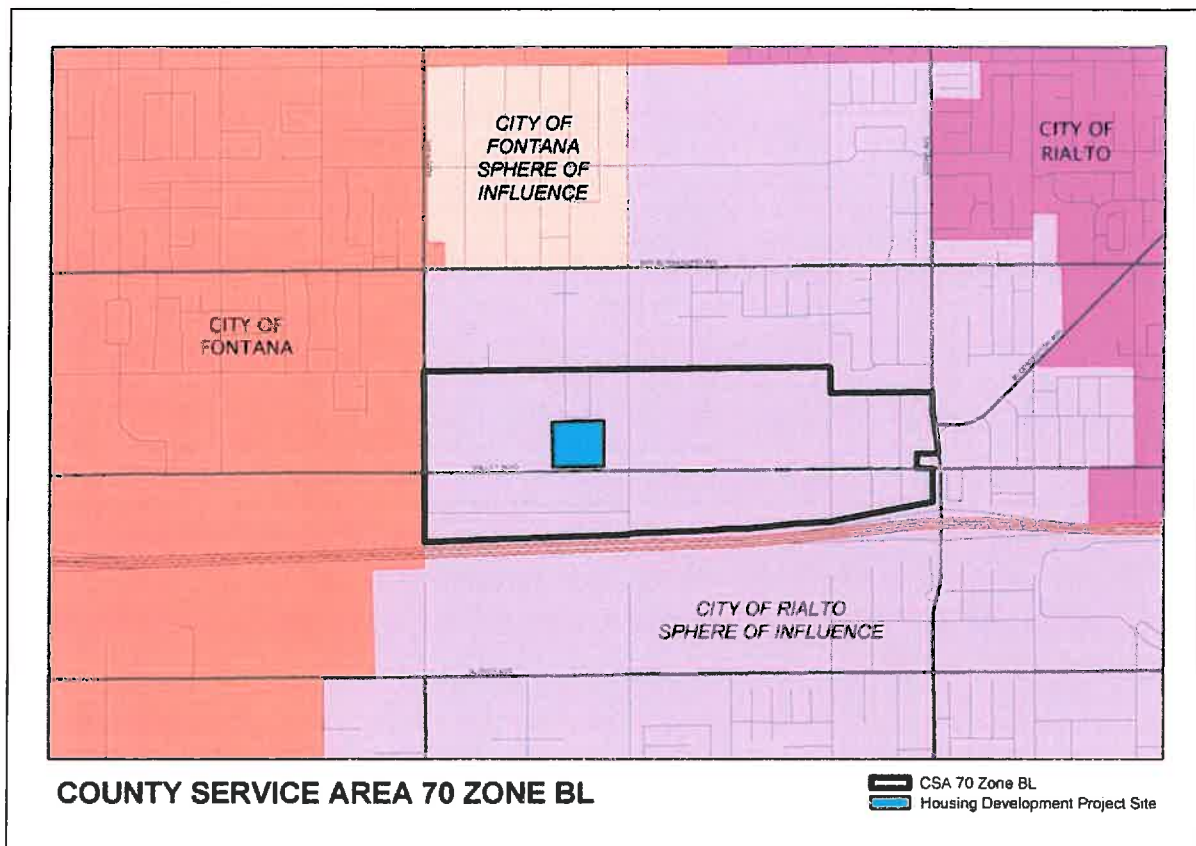 CITY OF
FONTANA
SPHERE OF
INFLUENCE
CITY OF
RIALTO
CITY OF
FONTANA
CITY OF RIALTO
SPHERE OF INFLUENCE
COUNTY SERVICE AREA 70 ZONE BL
CSA 70 Zone BL
Housing Development Project Site